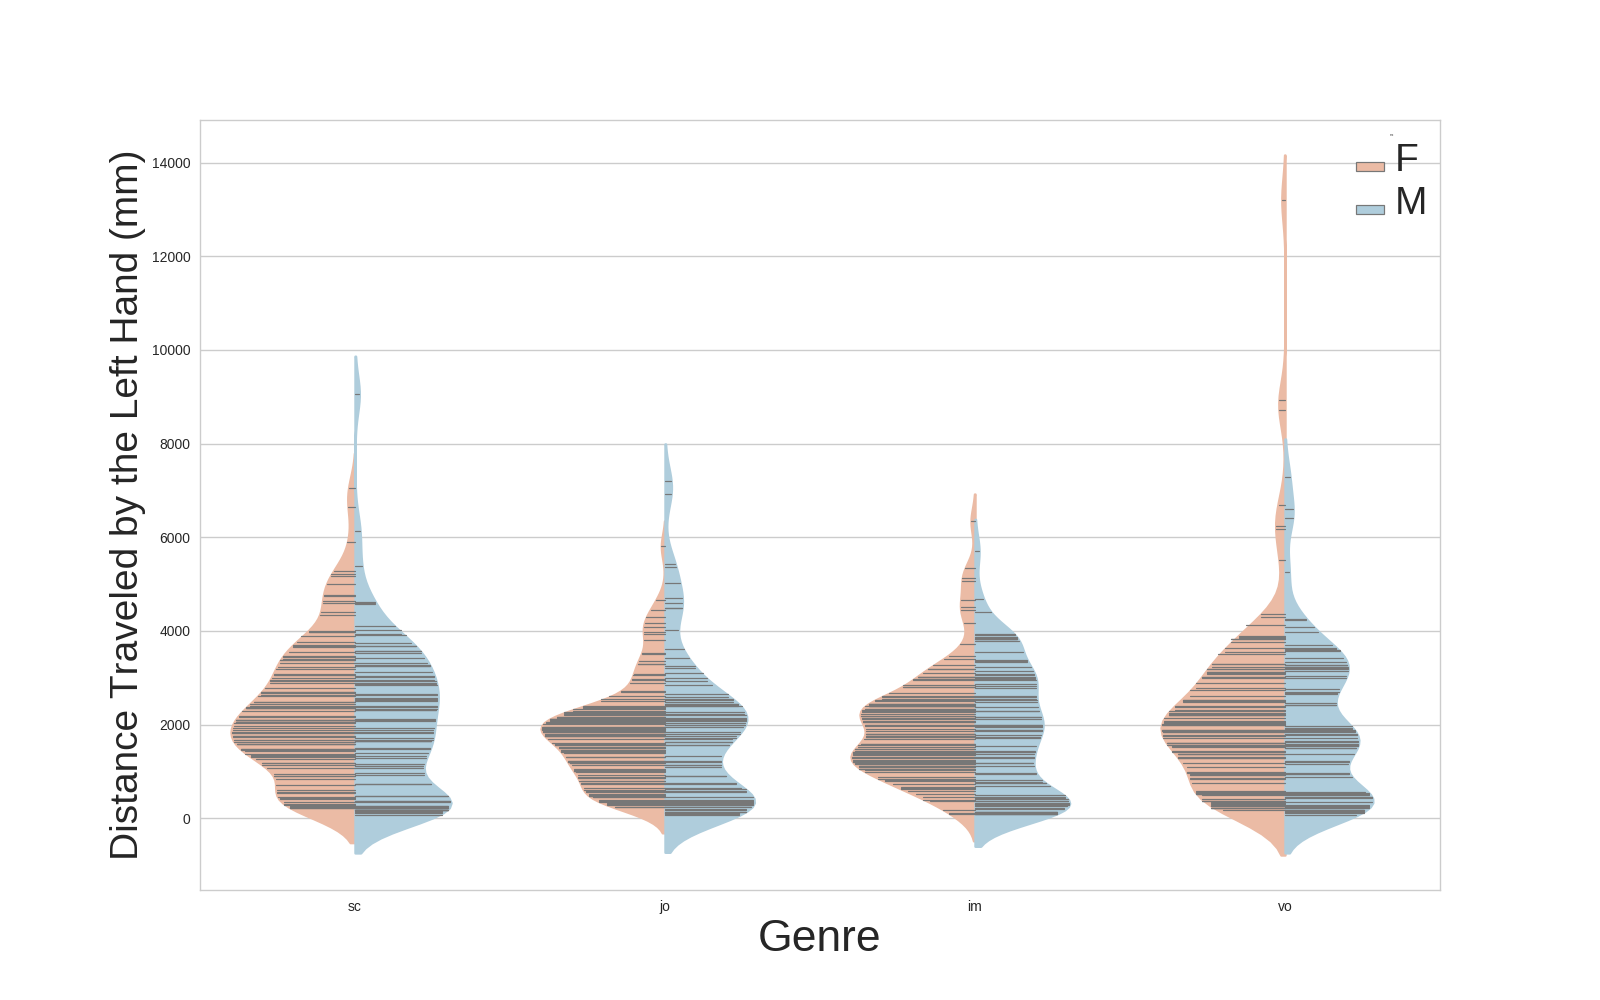 Distance Traveled by the Left Hand (mm)
14000
12000
10000
8000
6000
4000
2000
0
F
M
sc
jo
im
vo
Genre